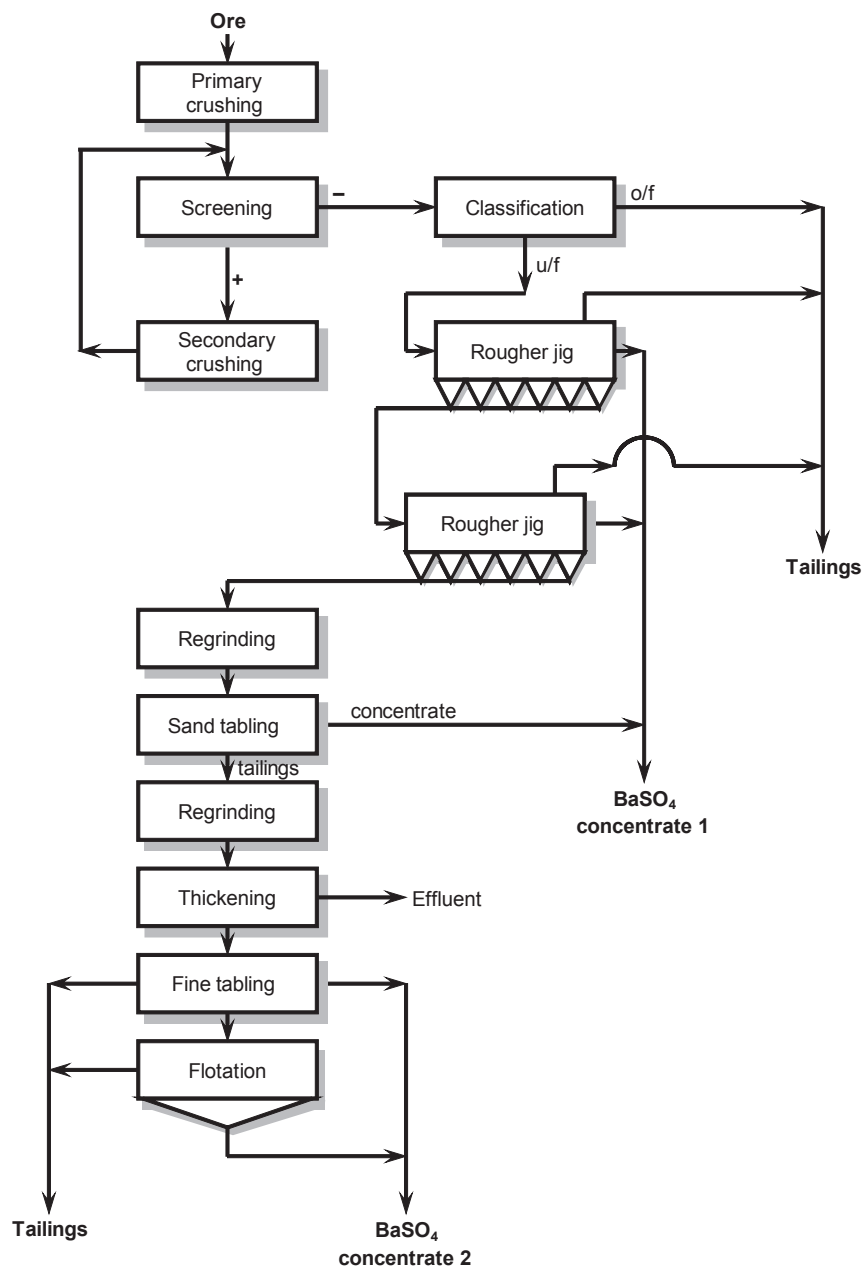 Ore
Primary
crushing
Screening
–
Classification
o/f
+
u/f
Secondary
crushing
Rougher jig
Rougher jig
Tailings
Regrinding
Sand tabling
concentrate
tailings
Regrinding
BaSO₄
concentrate 1
Thickening
Effluent
Fine tabling
Flotation
Tailings
BaSO₄
concentrate 2